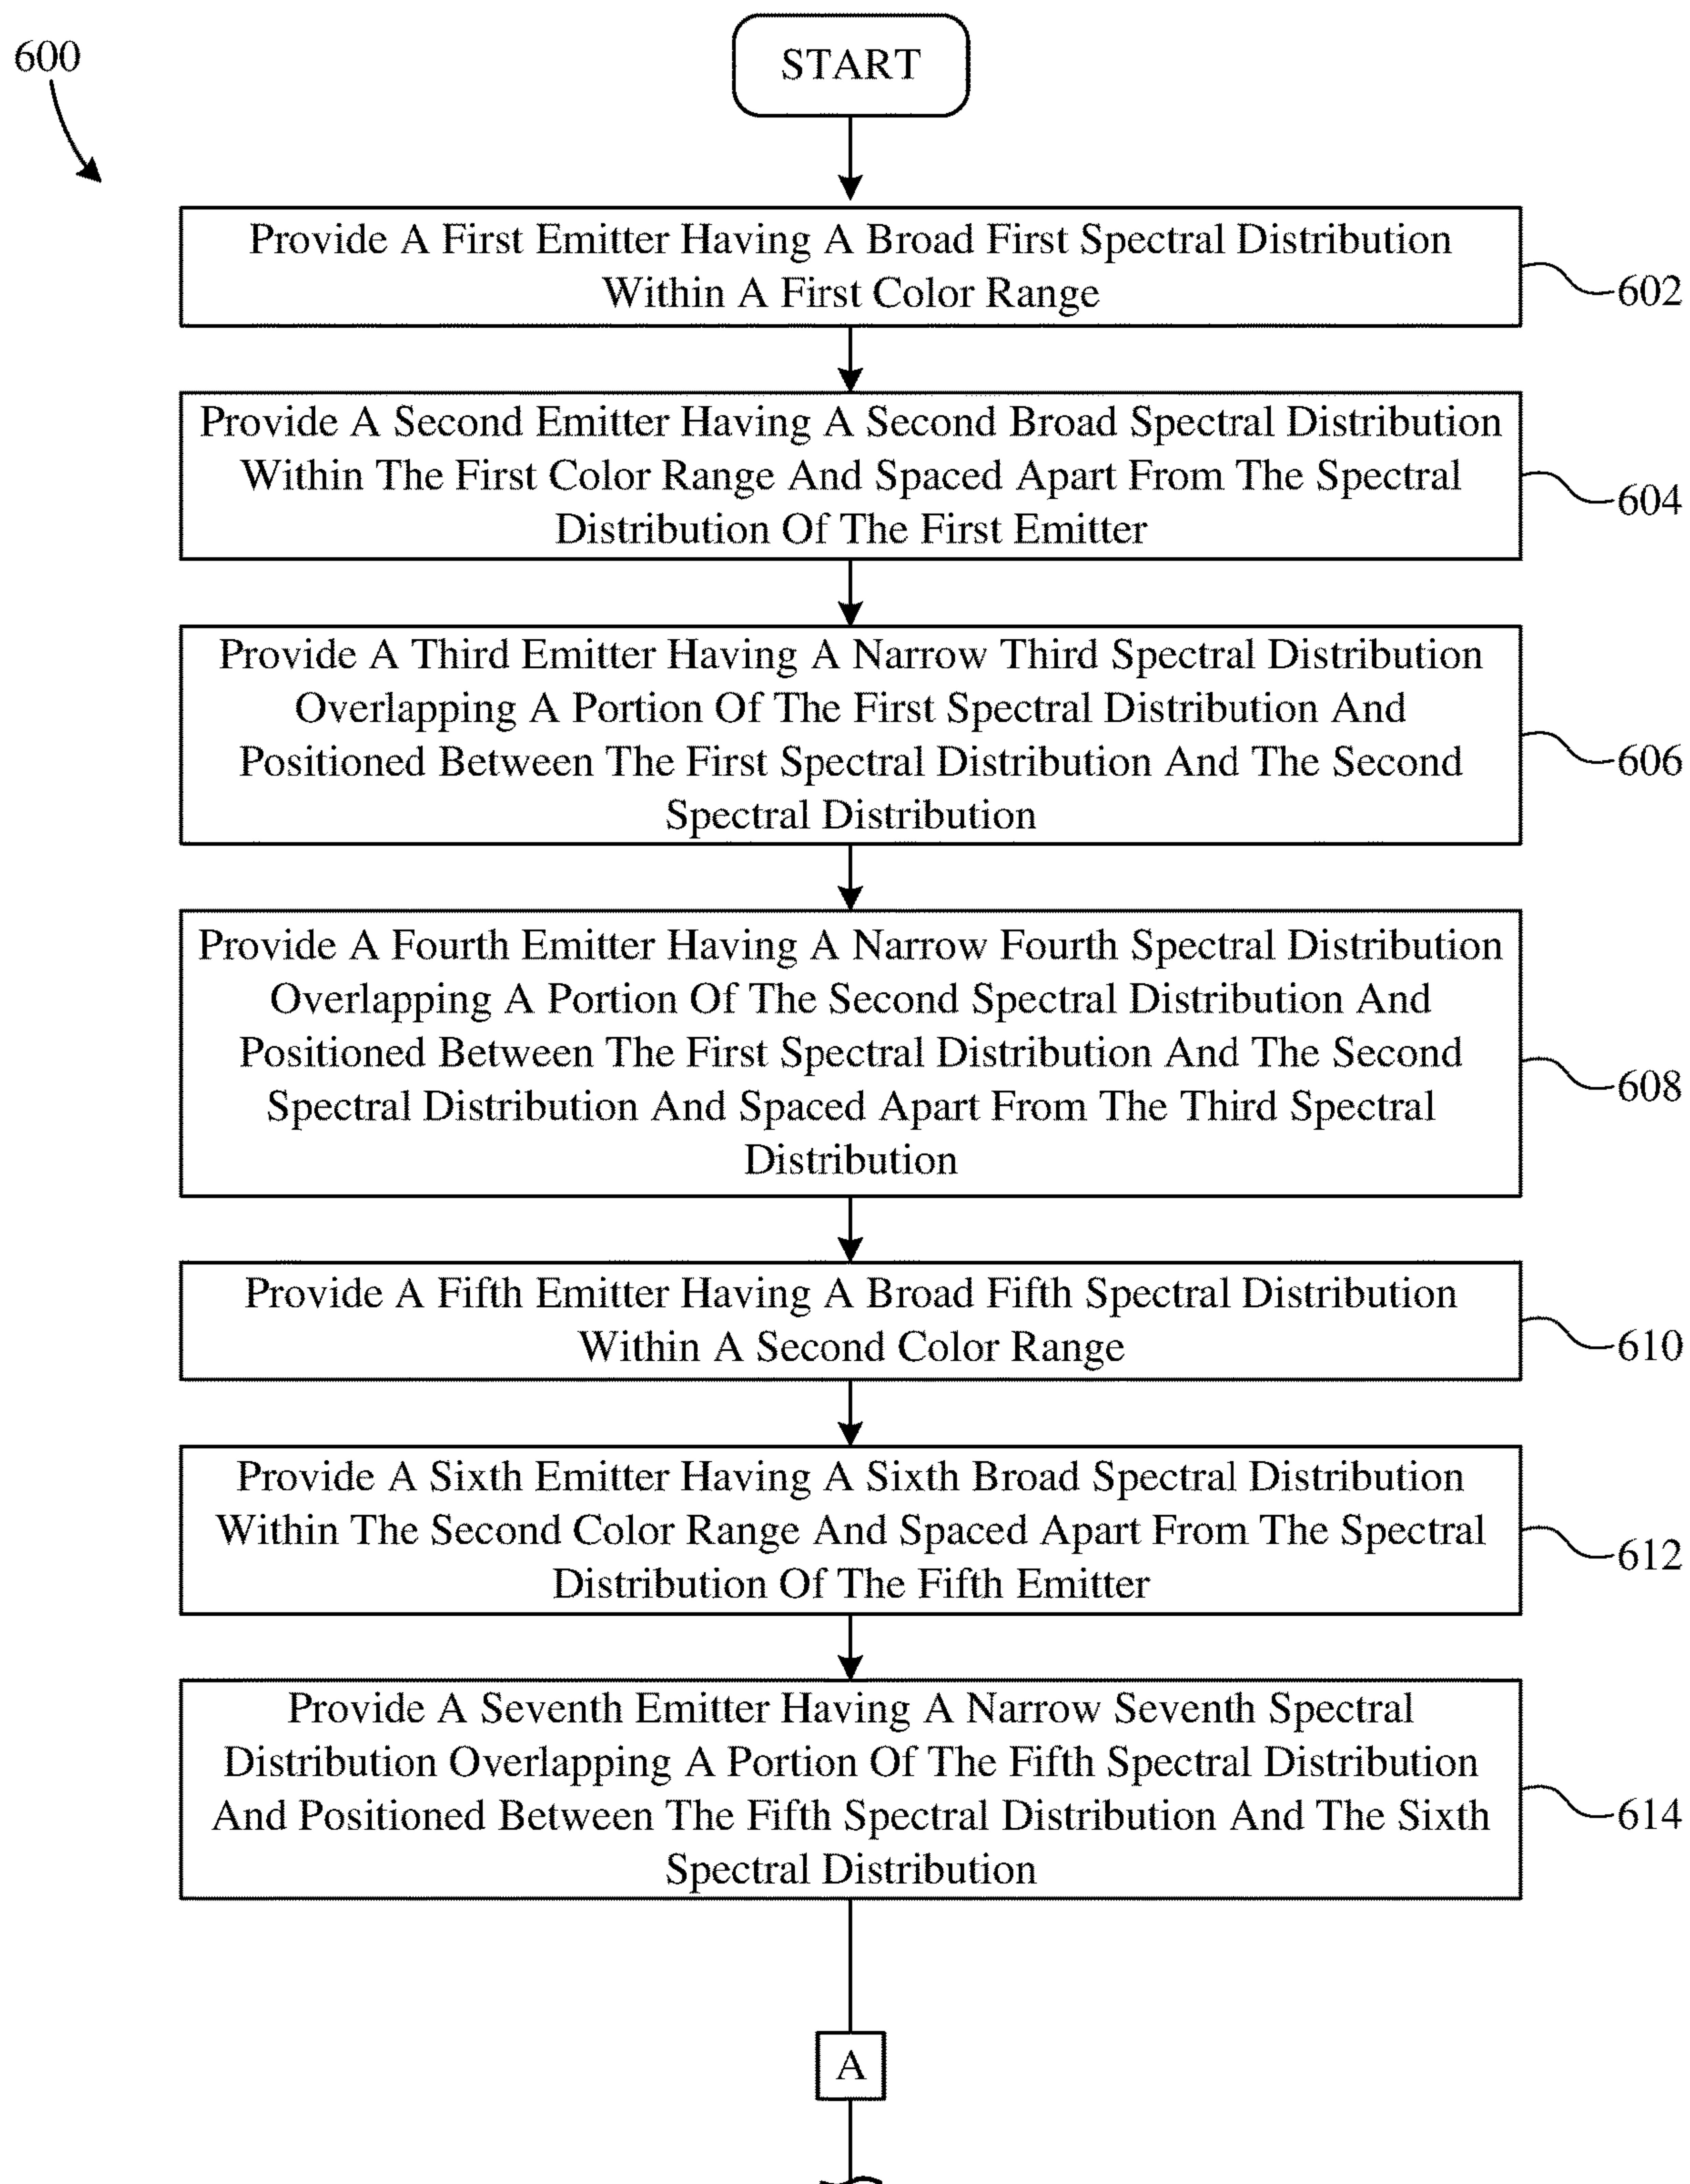 600
START
Provide A First Emitter Having A Broad First Spectral Distribution
Within A First Color Range
602
Provide A Second Emitter Having A Second Broad Spectral Distribution
Within The First Color Range And Spaced Apart From The Spectral
Distribution Of The First Emitter
604
Provide A Third Emitter Having A Narrow Third Spectral Distribution
Overlapping A Portion Of The First Spectral Distribution And
Positioned Between The First Spectral Distribution And The Second
Spectral Distribution
606
Provide A Fourth Emitter Having A Narrow Fourth Spectral Distribution
Overlapping A Portion Of The Second Spectral Distribution And
Positioned Between The First Spectral Distribution And The Second
Spectral Distribution And Spaced Apart From The Third Spectral
Distribution
608
Provide A Fifth Emitter Having A Broad Fifth Spectral Distribution
Within A Second Color Range
610
Provide A Sixth Emitter Having A Sixth Broad Spectral Distribution
Within The Second Color Range And Spaced Apart From The Spectral
Distribution Of The Fifth Emitter
612
Provide A Seventh Emitter Having A Narrow Seventh Spectral
Distribution Overlapping A Portion Of The Fifth Spectral Distribution
And Positioned Between The Fifth Spectral Distribution And The Sixth
Spectral Distribution
614
A